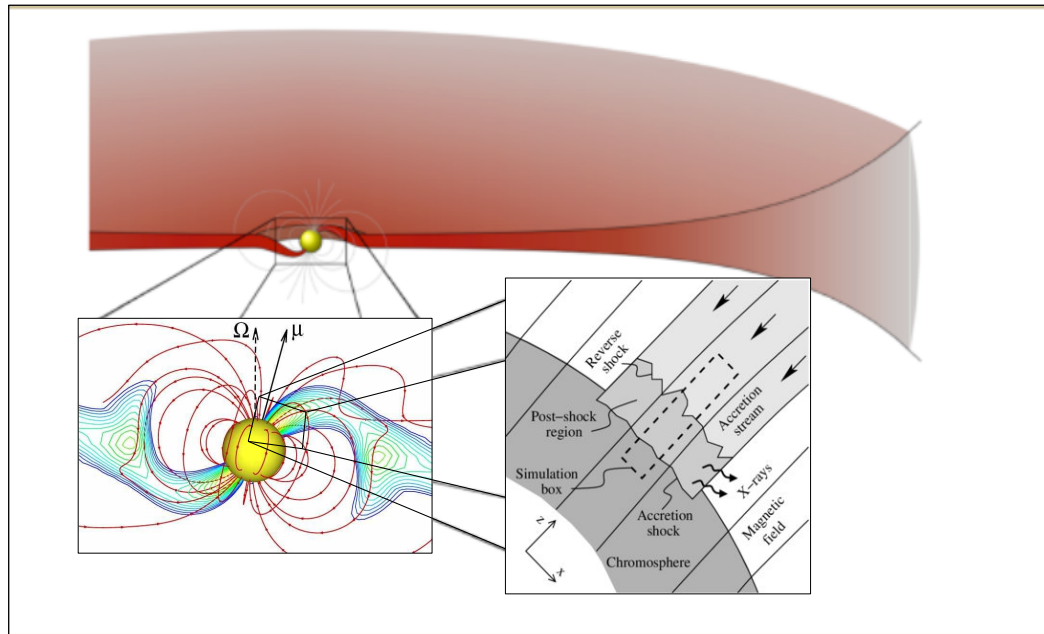 Ω
μ
Reverse
shock
Post-shock
region
Simulation
box
Accretion
stream
X-rays
Magnetic
field
Accretion
shock
Chromosphere
z
x